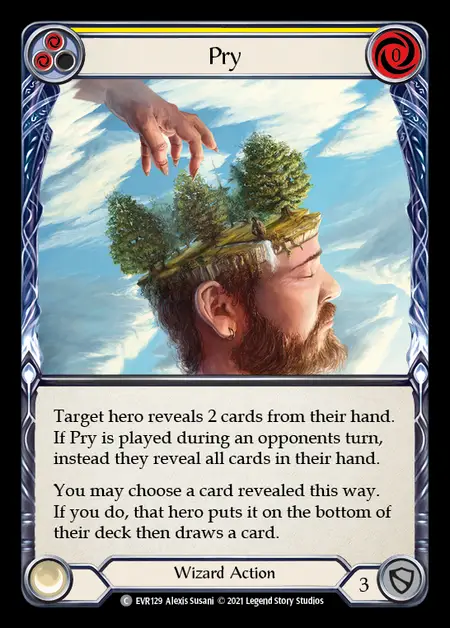 Pry
0
Target hero reveals 2 cards from their hand.
If Pry is played during an opponents turn,
instead they reveal all cards in their hand.
You may choose a card revealed this way.
If you do, that hero puts it on the bottom of
their deck then draws a card.
Wizard Action
3
C EVR129 Alexis Susani © 2021 Legend Story Studios